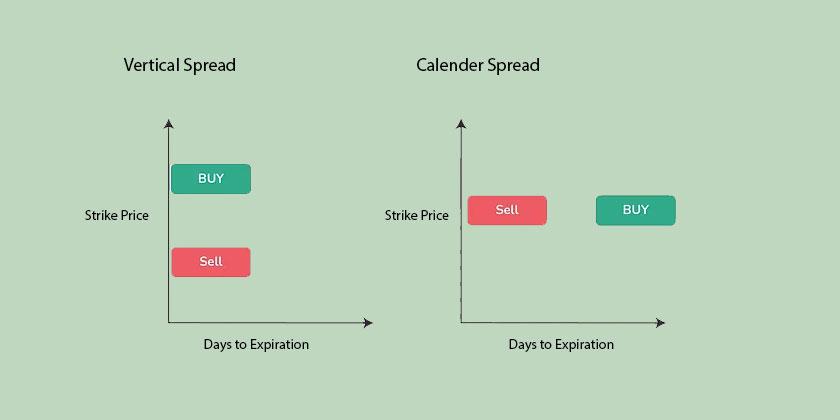 Vertical Spread
BUY
Strike Price
Sell
Days to Expiration
Calender Spread
Strike Price
Sell
BUY
Days to Expiration